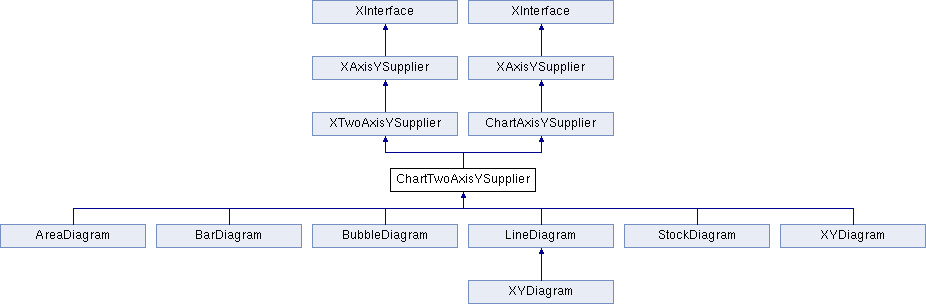 XInterface
XInterface
XAxisYSupplier
XAxisYSupplier
XTwoAxisYSupplier
ChartAxisYSupplier
ChartTwoAxisYSupplier
AreaDiagram
BarDiagram
BubbleDiagram
LineDiagram
StockDiagram
XYDiagram
XYDiagram